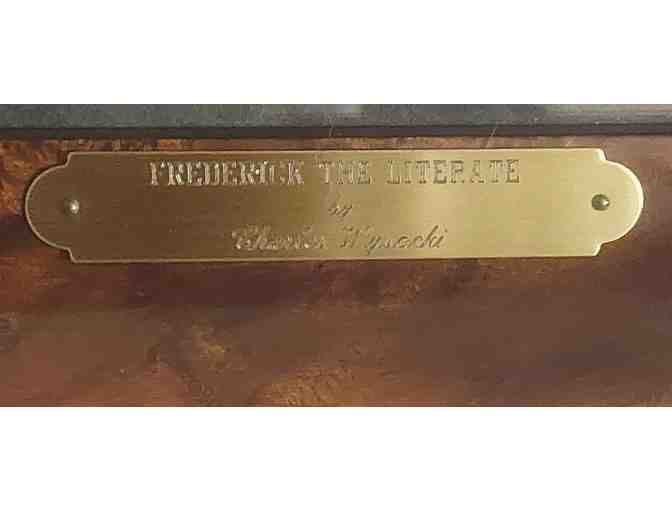 FREDERICK THE LITERATE
by
Charles Wysocki